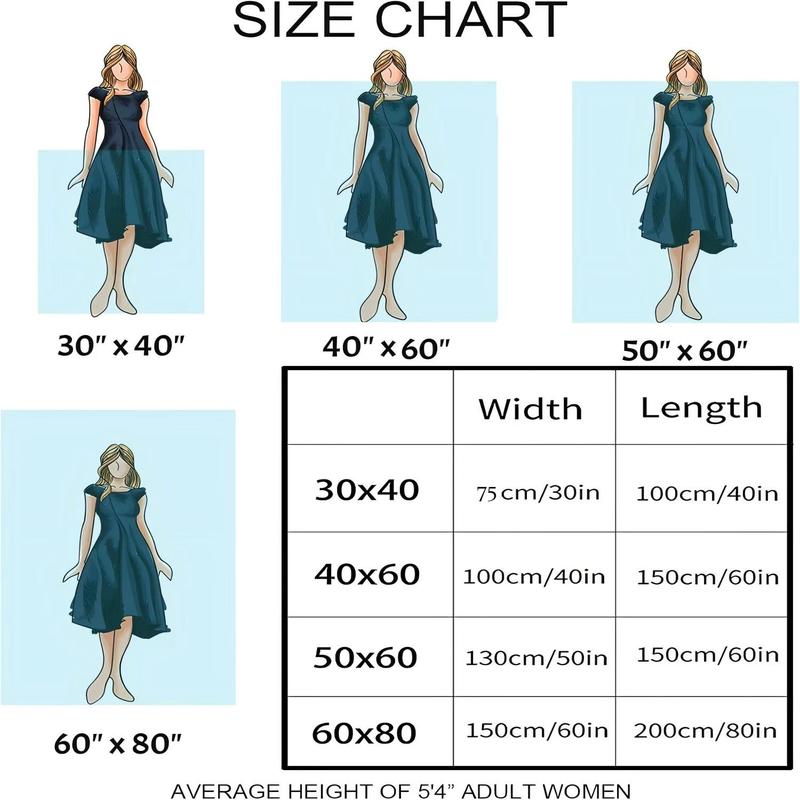 SIZE CHART
30" x 40"
40" x 60"
50" x 60"
60" x 80"
Width Length
30x40 75cm/30in 100cm/40in
40x60 100cm/40in 150cm/60in
50x60 130cm/50in 150cm/60in
60x80 150cm/60in 200cm/80in
AVERAGE HEIGHT OF 5'4” ADULT WOMEN